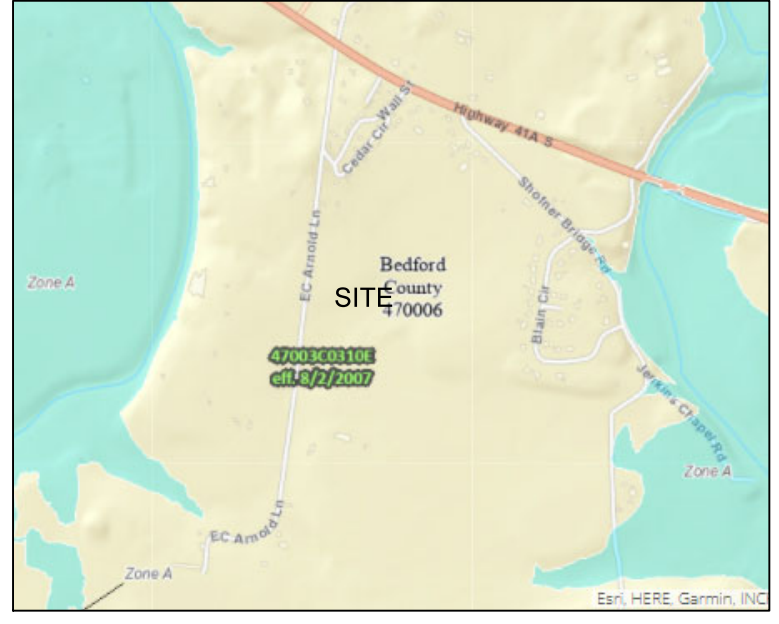 Wall St
Highway 41A S
Cedar Cir
Shofner Bridge Rd
EC Arnold Ln
Bedford
County
470006
SITE
Zone A
Blain Cir
47003C0310E
eff. 8/2/2007
Jenkins Chapel Rd
Zone A
EC Arnold Ln
Zone A
Esri, HERE, Garmin, INC